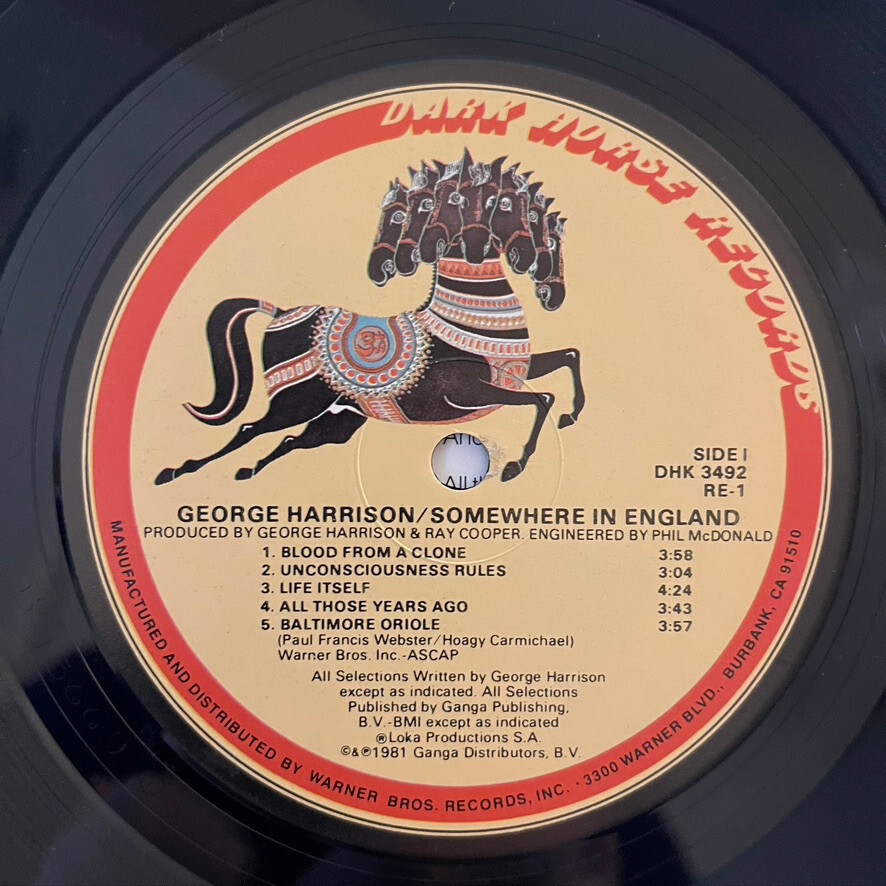 DARK HORSE RECORDS
SIDE I
DHK 3492
RE-1
GEORGE HARRISON/SOMEWHERE IN ENGLAND
PRODUCED BY GEORGE HARRISON & RAY COOPER. ENGINEERED BY PHIL McDONALD
1. BLOOD FROM A CLONE 3:58
2. UNCONSCIOUSNESS RULES 3:04
3. LIFE ITSELF 4:24
4. ALL THOSE YEARS AGO 3:43
5. BALTIMORE ORIOLE 3:57
(Paul Francis Webster/Hoagy Carmichael)
Warner Bros. Inc.-ASCAP
All Selections Written by George Harrison
except as indicated. All Selections
Published by Ganga Publishing,
B.V.-BMI except as indicated
®Loka Productions S.A.
©&℗1981 Ganga Distributors, B.V.
MANUFACTURED AND DISTRIBUTED BY WARNER BROS. RECORDS, INC. · 3300 WARNER BLVD., BURBANK, CA 91510